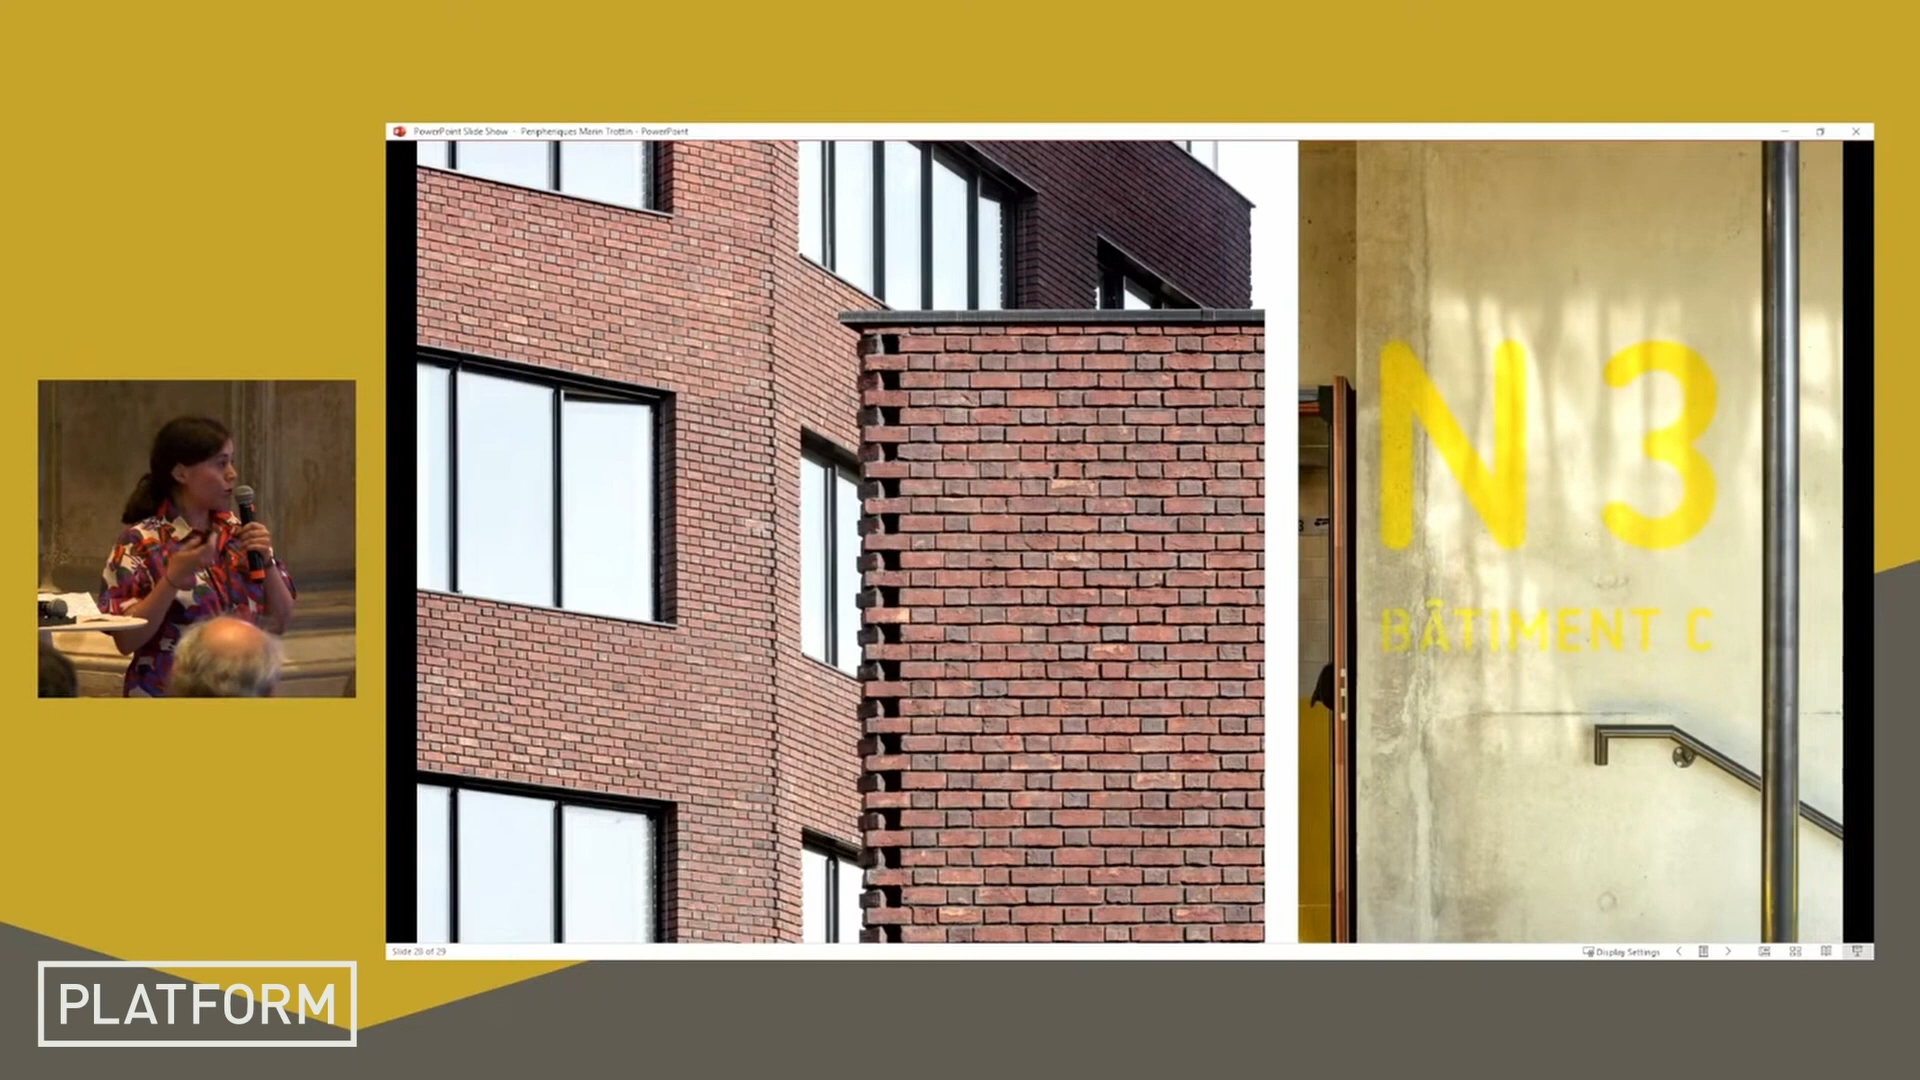 PowerPoint Slide Show - Peripheriques Marin Trottin - PowerPoint
N 3
BÂTIMENT C
Slide 28 of 29
Display Settings
PLATFORM